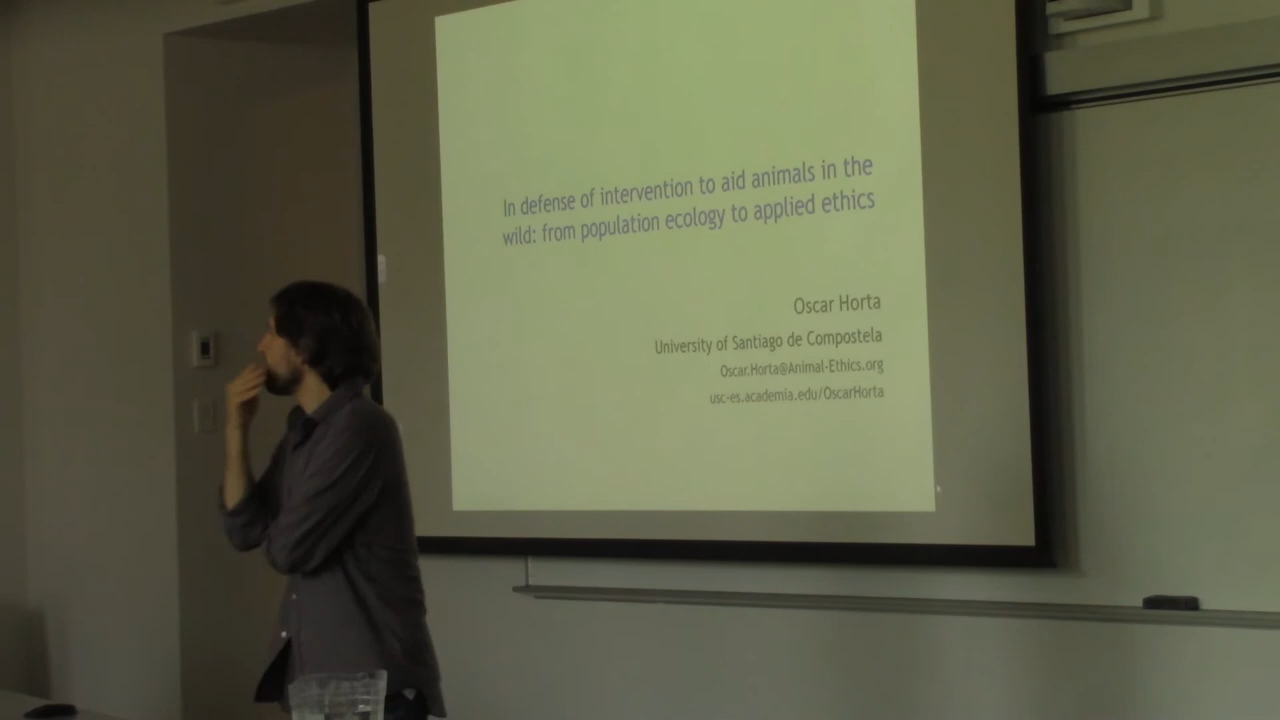 In defense of intervention to aid animals in the
wild: from population ecology to applied ethics
Oscar Horta
University of Santiago de Compostela
Oscar.Horta@Animal-Ethics.org
usc-es.academia.edu/OscarHorta